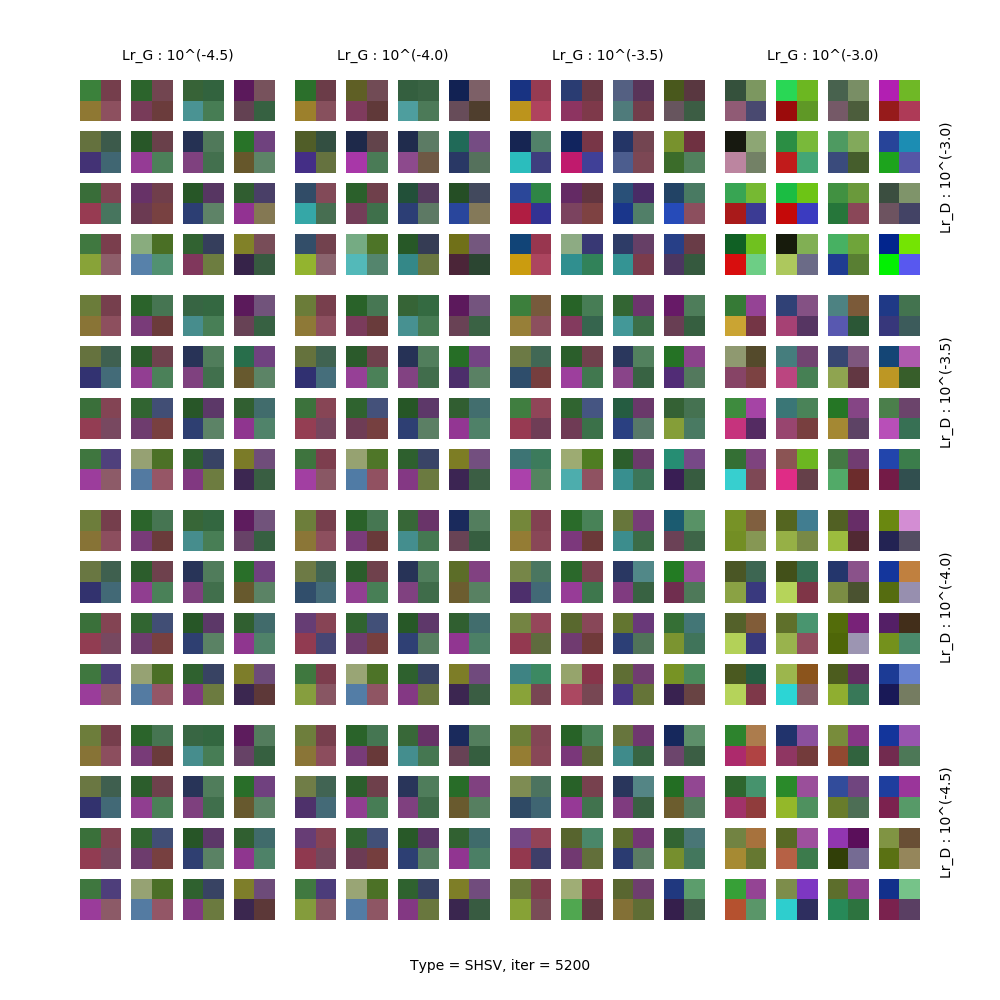 Lr_G : 10^(-4.5)
Lr_G : 10^(-4.0)
Lr_G : 10^(-3.5)
Lr_G : 10^(-3.0)
Lr_D : 10^(-3.0)
Lr_D : 10^(-3.5)
Lr_D : 10^(-4.0)
Lr_D : 10^(-4.5)
Type = SHSV, iter = 5200